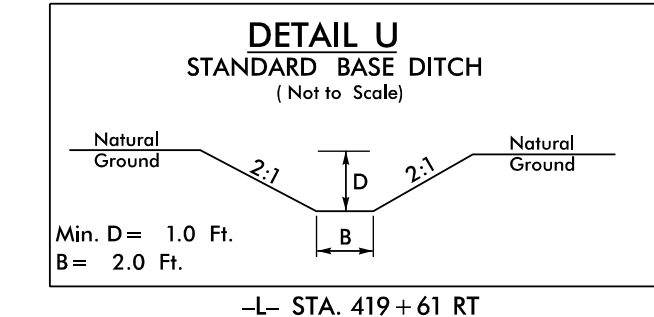 DETAIL U
STANDARD BASE DITCH
( Not to Scale)
Natural
Ground
2:1
D
2:1
Natural
Ground
B
Min. D = 1.0 Ft.
B = 2.0 Ft.
-L- STA. 419 + 61 RT